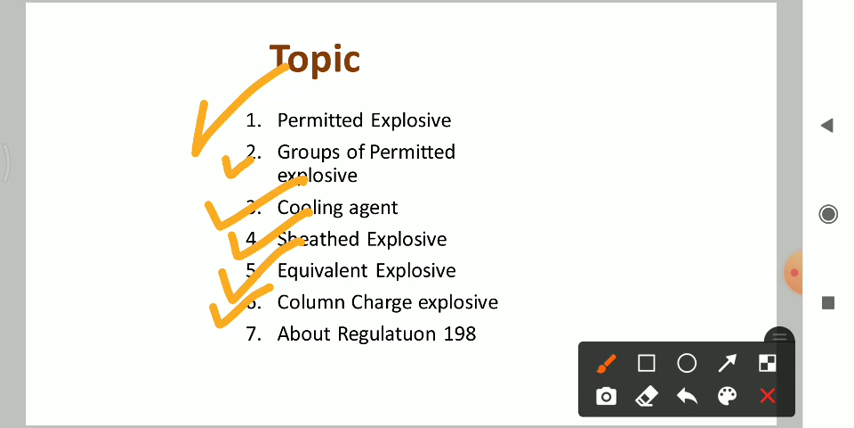 Topic
1. Permitted Explosive
2. Groups of Permitted
explosive
3. Cooling agent
4. Sheathed Explosive
5. Equivalent Explosive
6. Column Charge explosive
7. About Regulatuon 198